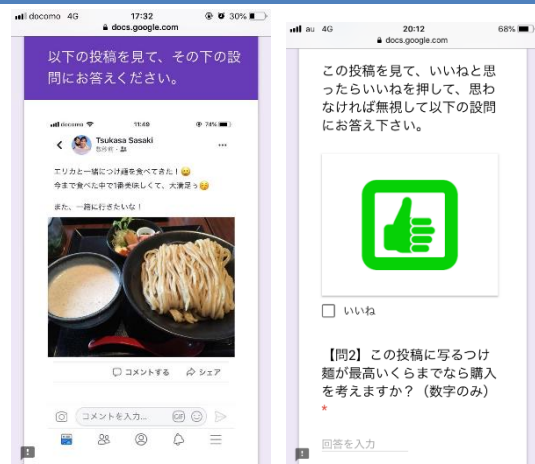 docomo 4G 17:32 30%
docs.google.com
以下の投稿を見て、その下の設
問にお答えください。
docomo 11:49 74%
Tsukasa Sasaki
エリカと一緒につけ麺を食べてきた！😄
今まで食べた中で1番美味しくて、大満足ぅ😋
また、一緒に行きたいな！
コメントする シェア
コメントを入力... GIF
au 4G 20:12 68%
docs.google.com
この投稿を見て、いいねと思
ったらいいねを押して、思わ
なければ無視して以下の設問
にお答え下さい。
いいね
【問2】この投稿に写るつけ
麺が最高いくらまでなら購入
を考えますか？（数字のみ）
*
回答を入力